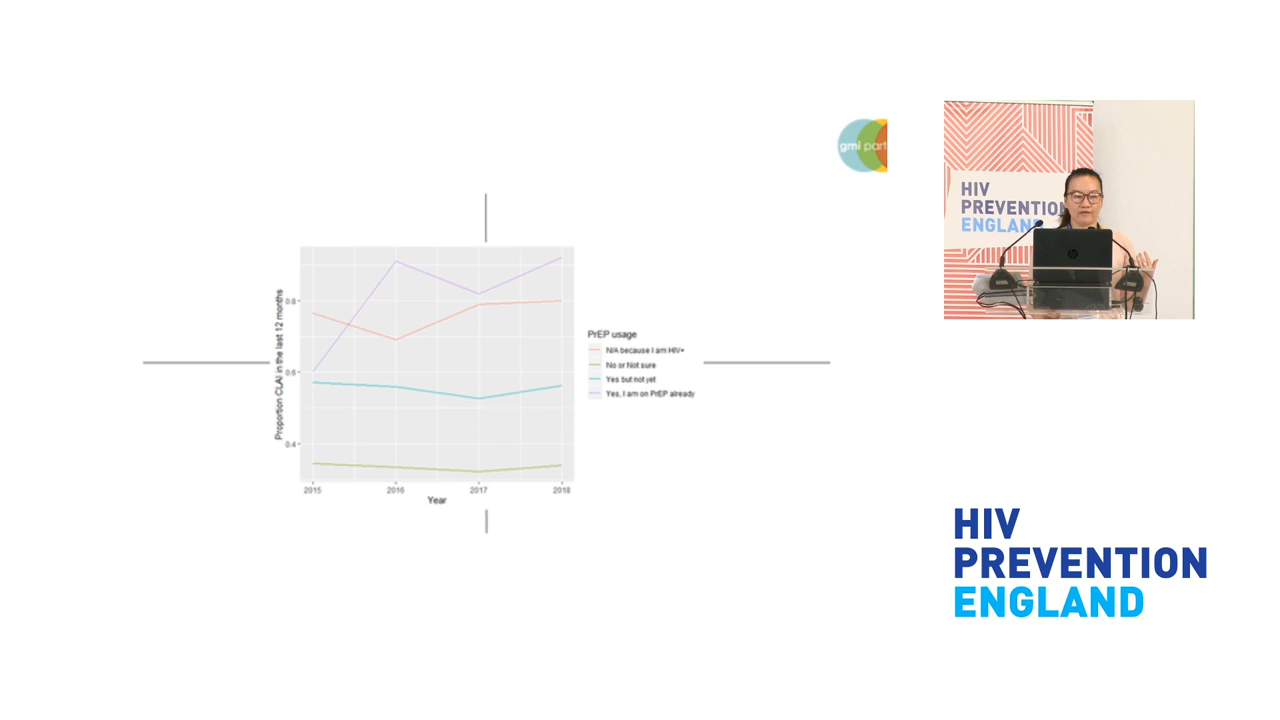 gmi part
Proportion CLAI in the last 12 months
0.8
0.6
0.4
2015 2016 2017 2018
Year
PrEP usage
N/A because I am HIV+
No or Not sure
Yes but not yet
Yes, I am on PrEP already
HIV
PREVENTION
ENGLAND
HIV
PREVENTION
ENGLAND